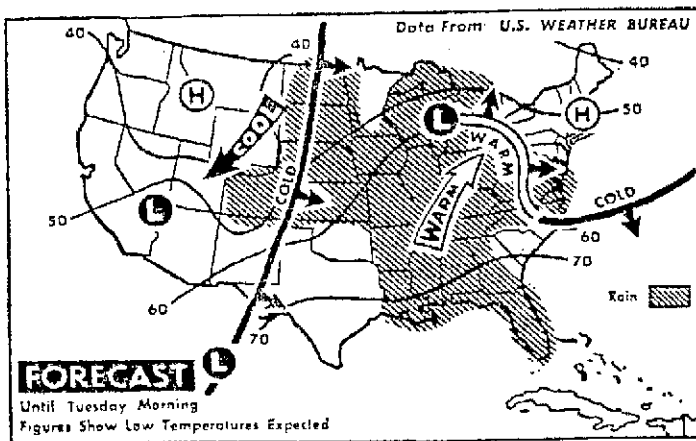 Data From U.S. WEATHER BUREAU
40
40
40
H
COOL
L
WARM
H
50
COLD
WARM
COLD
50
L
60
60
70
Rain
70
L
FORECAST
Until Tuesday Morning
Figures Show Low Temperatures Expected